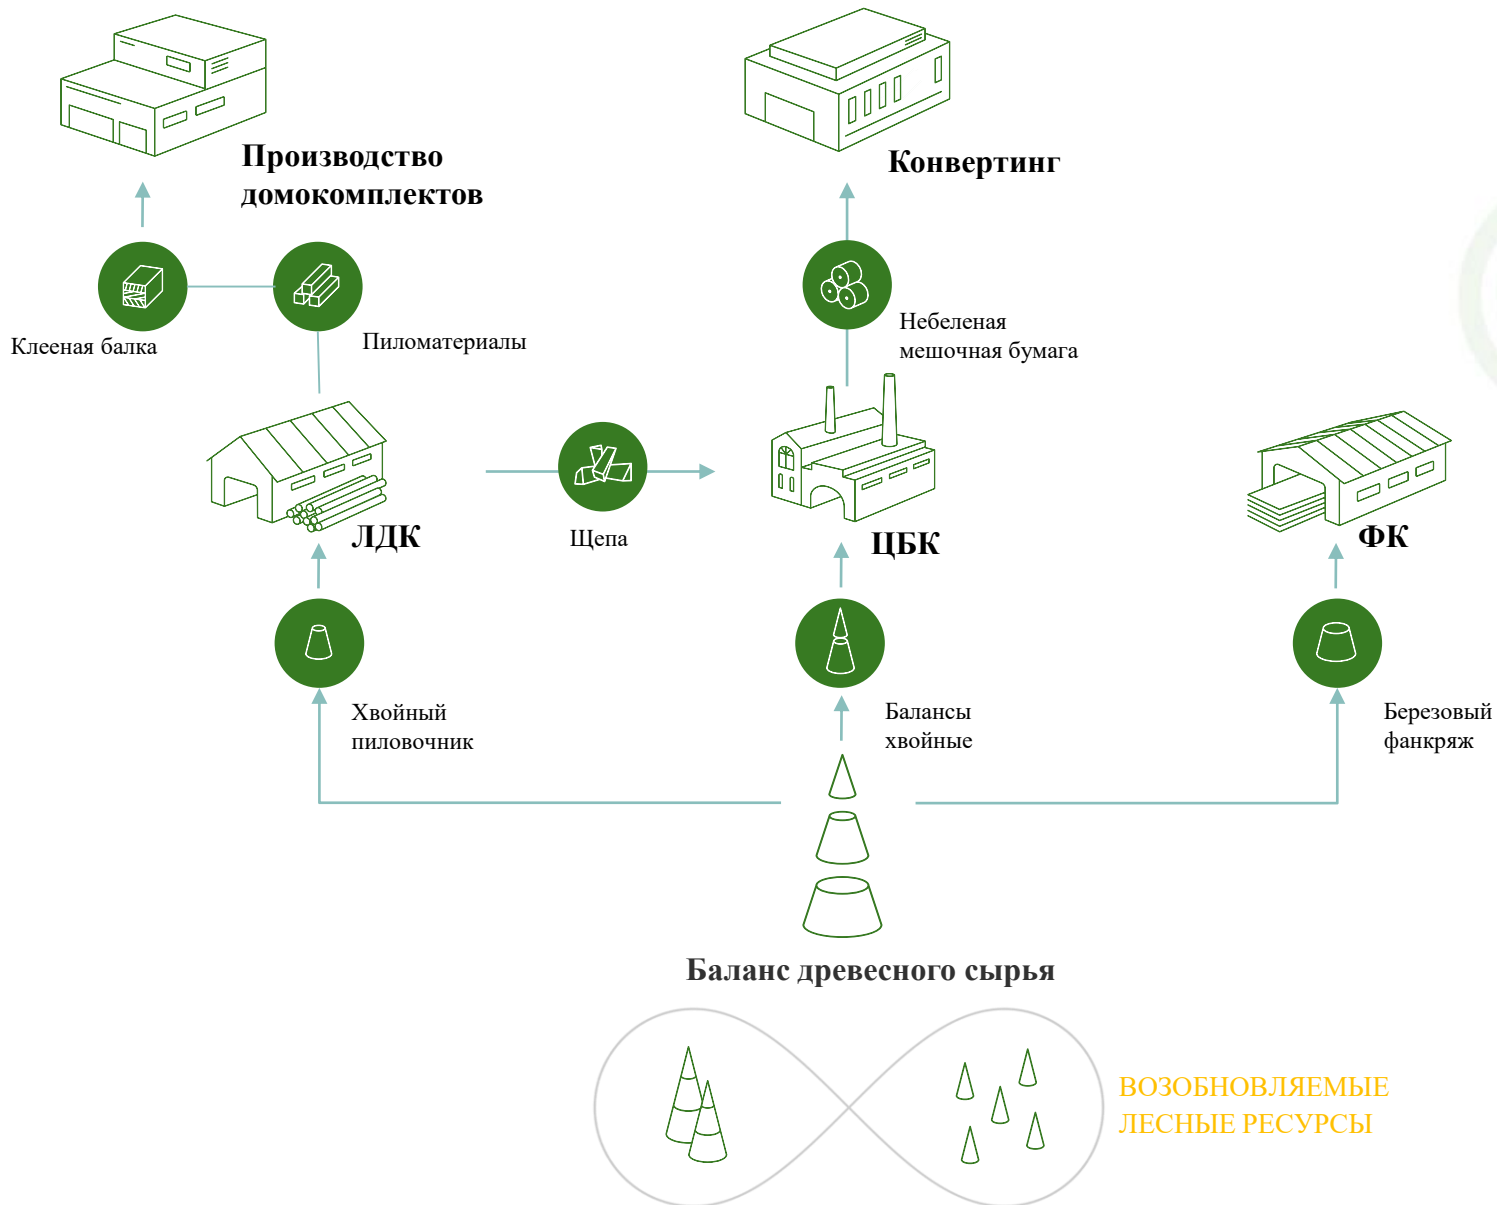 Производство
домокомплектов
Конвертинг
Клееная балка
Пиломатериалы
Небеленая
мешочная бумага
ЛДК
Щепа
ЦБК
ФК
Хвойный
пиловочник
Балансы
хвойные
Березовый
фанкряж
Баланс древесного сырья
ВОЗОБНОВЛЯЕМЫЕ
ЛЕСНЫЕ РЕСУРСЫ